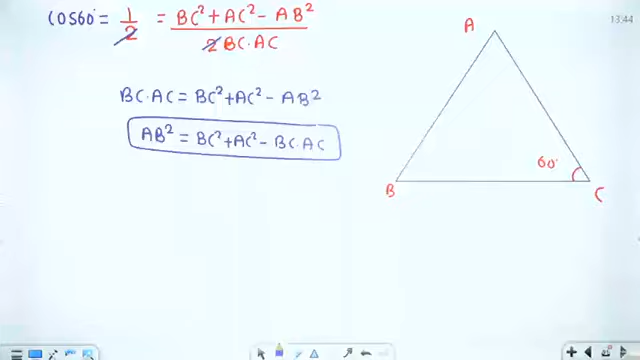 COS60° = 1/2 = BC²+AC²-AB² / 2BC·AC
13:44
A
BC·AC = BC²+AC²-AB²
AB² = BC²+AC²-BC·AC
60°
B
C